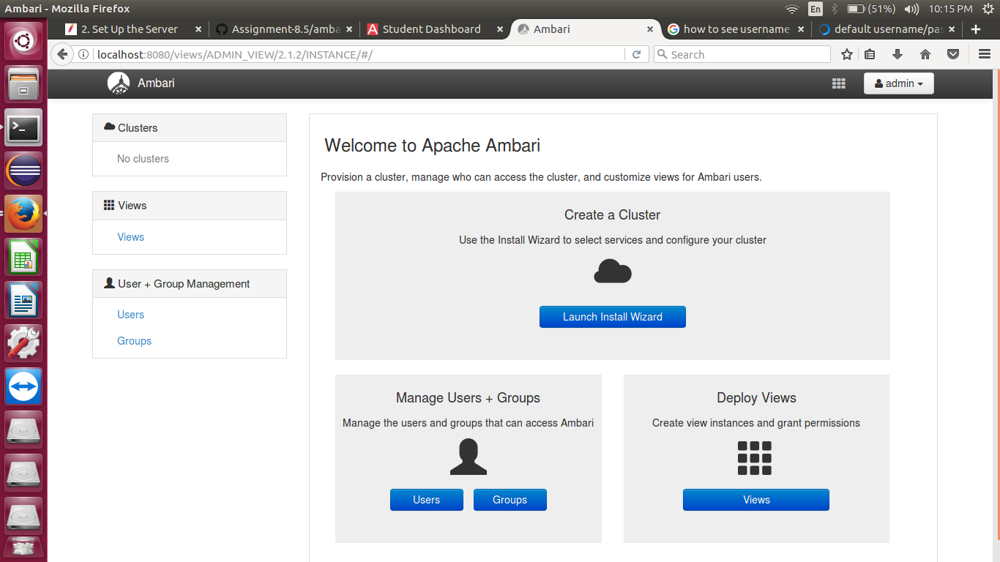 Ambari - Mozilla Firefox
En (51%) 10:15 PM
2. Set Up the Server × Assignment-8.5/amba × Student Dashboard × Ambari × how to see username × default username/pas × +
localhost:8080/views/ADMIN_VIEW/2.1.2/INSTANCE/#/ Search
Ambari admin
Clusters
No clusters
Views
Views
User + Group Management
Users
Groups
Welcome to Apache Ambari
Provision a cluster, manage who can access the cluster, and customize views for Ambari users.
Create a Cluster
Use the Install Wizard to select services and configure your cluster
Launch Install Wizard
Manage Users + Groups
Manage the users and groups that can access Ambari
Users Groups
Deploy Views
Create view instances and grant permissions
Views